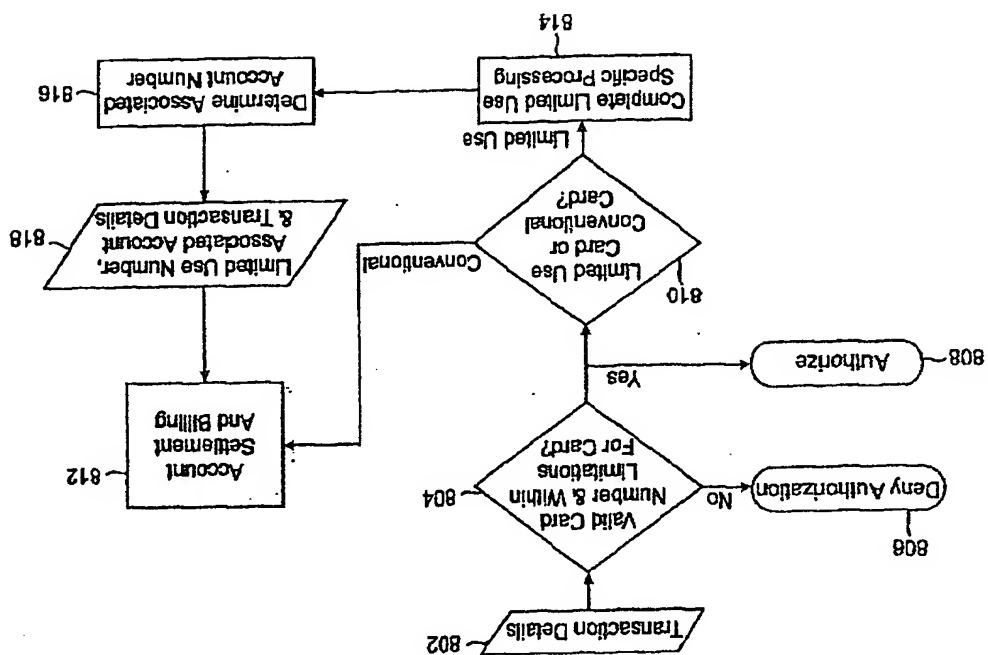 Transaction Details
802
Valid Card
Number & Within
Limitations
For Card?
804
No
Deny Authorization
806
Yes
Authorize
808
Limited Use
Card or
Conventional
Card?
810
Conventional
Account
Settlement
And Billing
812
Limited Use
Complete Limited Use
Specific Processing
814
Determine Associated
Account Number
816
Limited Use Number,
Associated Account
& Transaction Details
818